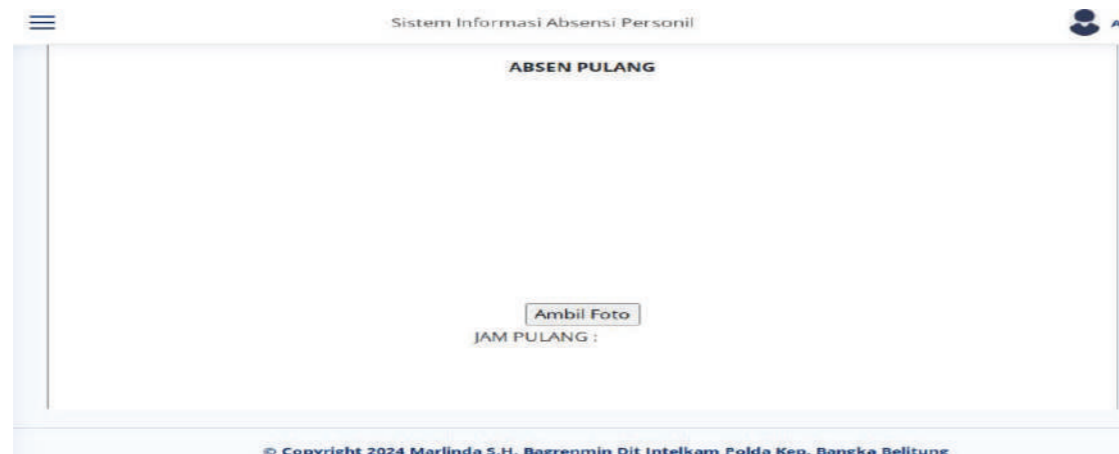 Sistem Informasi Absensi Personil
A
ABSEN PULANG
Ambil Foto
JAM PULANG :
© Copyright 2024 Marlinda S.H. Bagrenmin Dit Intelkam Polda Kep. Bangka Belitung